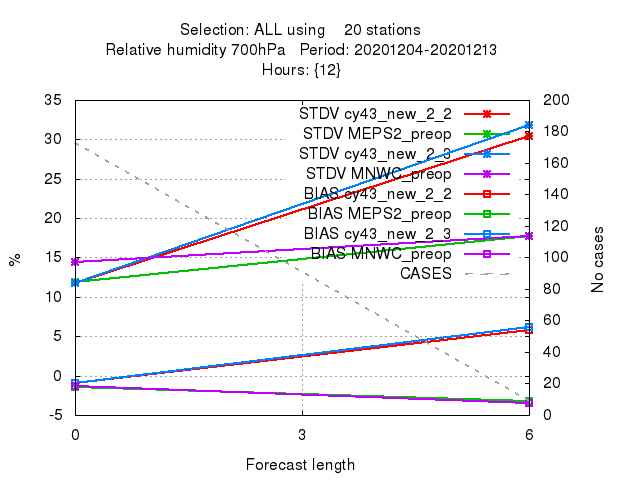 Selection: ALL using 20 stations
Relative humidity 700hPa Period: 20201204-20201213
Hours: {12}
35
30
25
20
15
10
5
0
-5
%
200
180
160
140
120
100
80
60
40
20
0
No cases
STDV cy43_new_2_2
STDV MEPS2_preop
STDV cy43_new_2_3
STDV MNWC_preop
BIAS cy43_new_2_2
BIAS MEPS2_preop
BIAS cy43_new_2_3
BIAS MNWC_preop
CASES
0 3 6
Forecast length